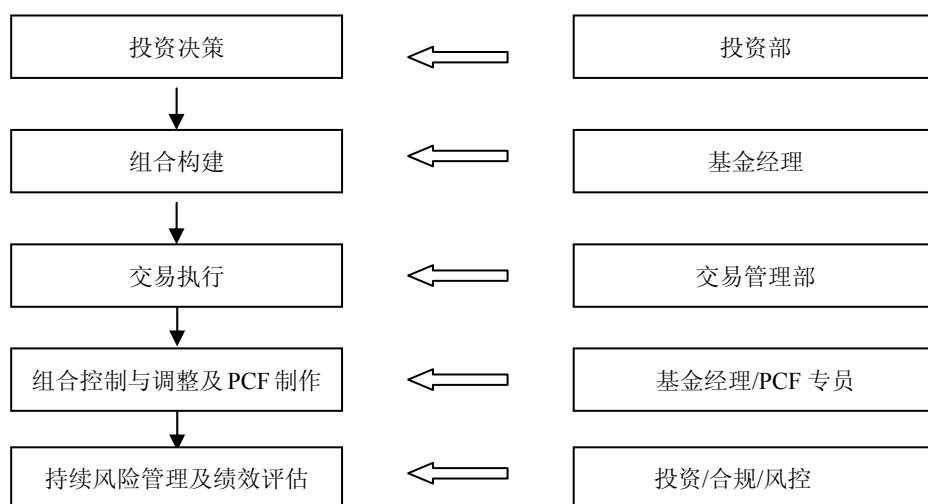 投资决策
投资部
组合构建
基金经理
交易执行
交易管理部
组合控制与调整及 PCF 制作
基金经理/PCF 专员
持续风险管理及绩效评估
投资/合规/风控